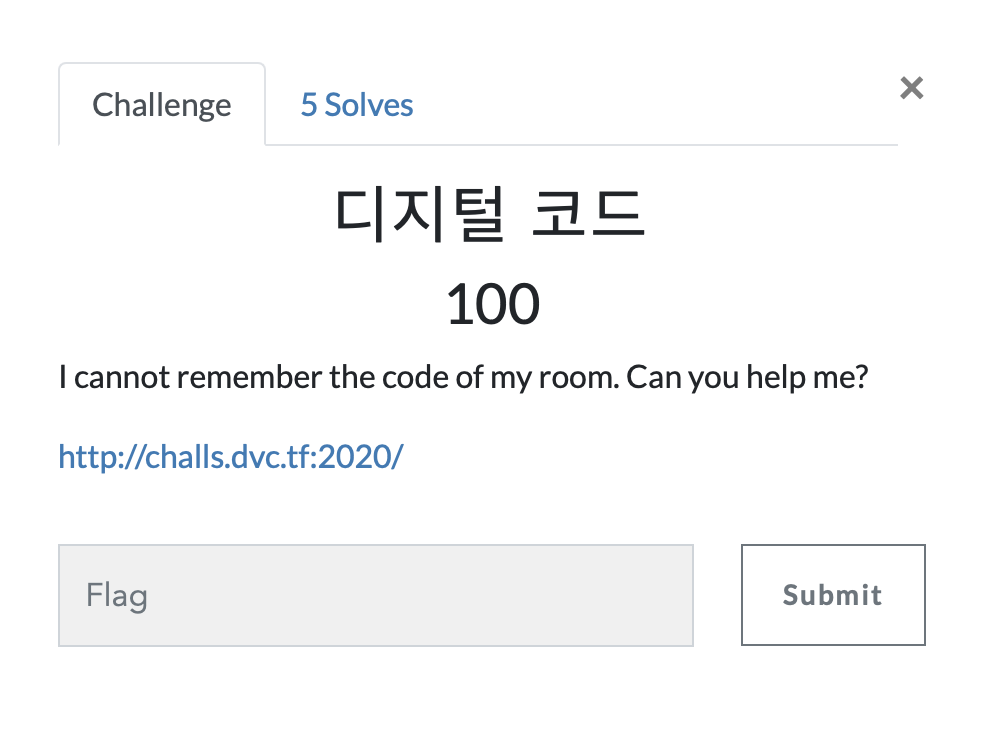 Challenge
5 Solves
×
디지털 코드
100
I cannot remember the code of my room. Can you help me?
http://challs.dvc.tf:2020/
Flag
Submit